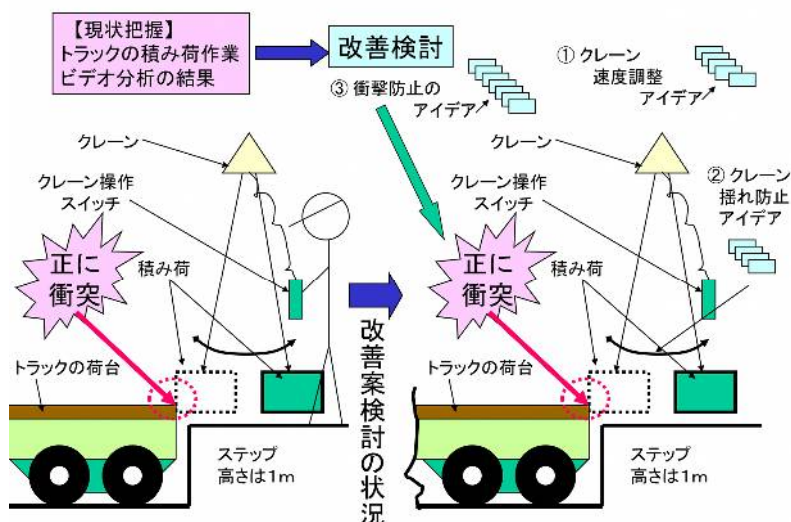 【現状把握】
トラックの積み荷作業
ビデオ分析の結果
改善検討
① クレーン
速度調整
アイデア
③ 衝撃防止の
アイデア
クレーン
クレーン操作
スイッチ
正に
衝突
積み荷
トラックの荷台
ステップ
高さは1m
改善案検討の状況
② クレーン
揺れ防止
アイデア
クレーン
クレーン操作
スイッチ
正に
衝突
積み荷
トラックの荷台
ステップ
高さは1m